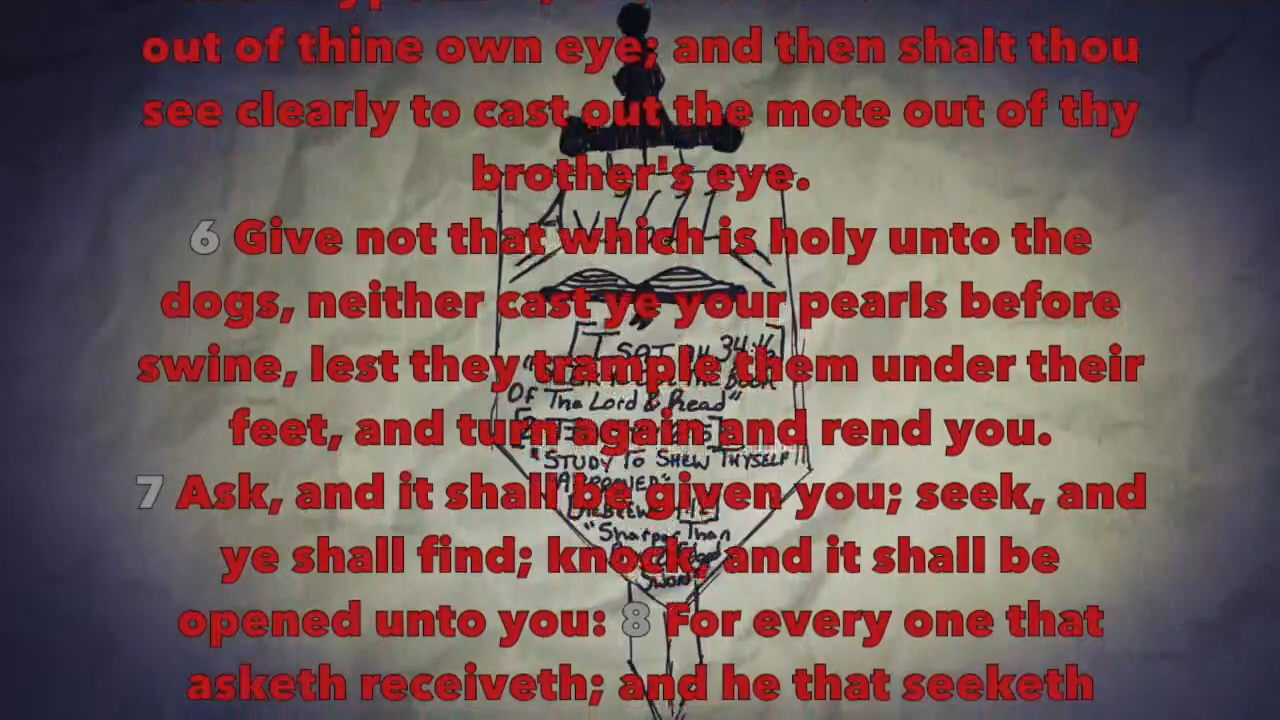 out of thine own eye; and then shalt thou
see clearly to cast out the mote out of thy
brother's eye.
6 Give not that which is holy unto the
dogs, neither cast ye your pearls before
swine, lest they trample them under their
feet, and turn again and rend you.
7 Ask, and it shall be given you; seek, and
ye shall find; knock, and it shall be
opened unto you: 8 For every one that
asketh receiveth; and he that seeketh
34:16
Book
Of The Lord & Read"
"STUDY To SHEW THYSELF
"Sharper Than